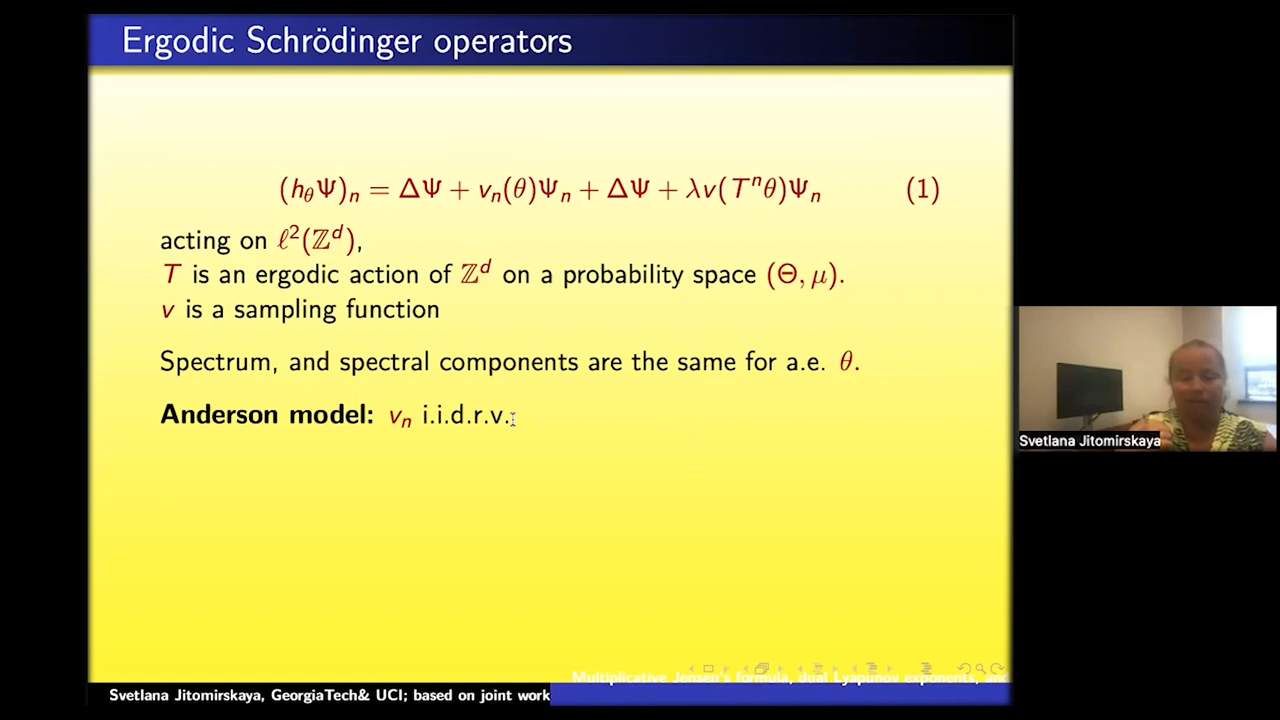 Ergodic Schrödinger operators
(h_θΨ)_n = ΔΨ + v_n(θ)Ψ_n + ΔΨ + λv(T^nθ)Ψ_n (1)
acting on ℓ²(ℤ^d),
T is an ergodic action of ℤ^d on a probability space (Θ, μ).
v is a sampling function
Spectrum, and spectral components are the same for a.e. θ.
Anderson model: v_n i.i.d.r.v.
Svetlana Jitomirskaya
Multiplicative Jensen's formula, dual Lyapunov exponents, and
Svetlana Jitomirskaya, GeorgiaTech& UCI; based on joint work